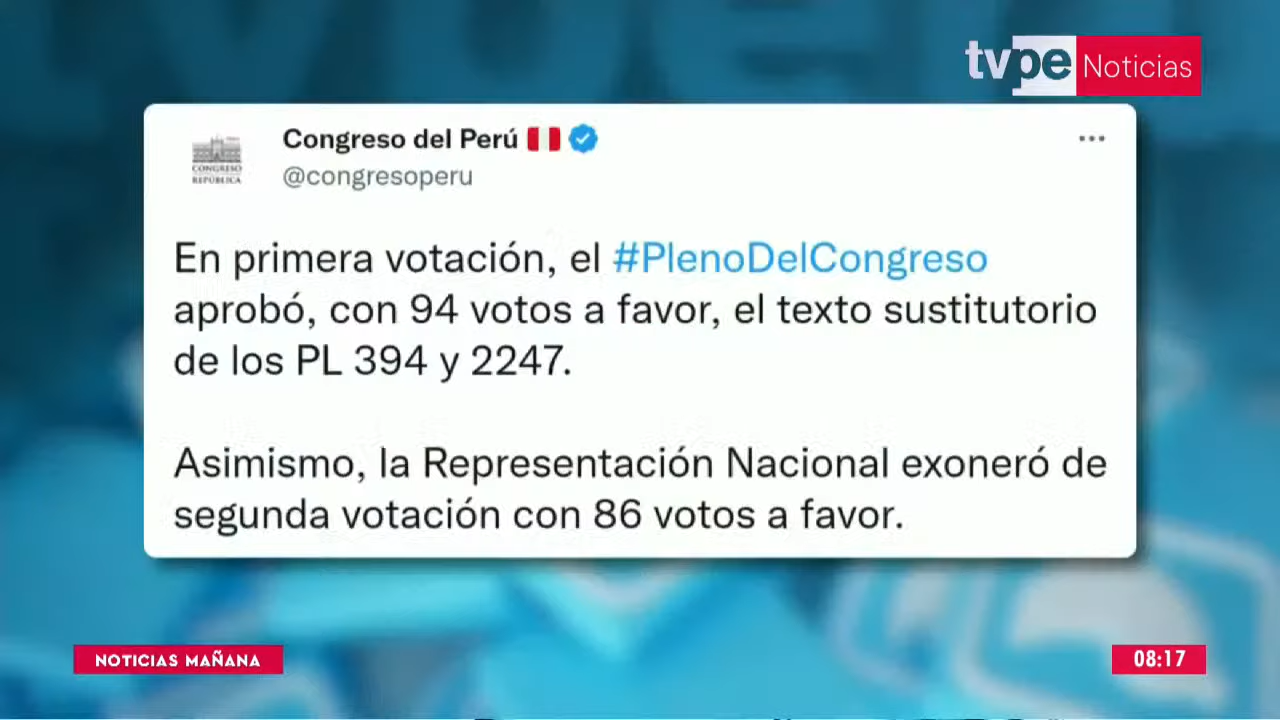 tvpe Noticias
Congreso del Perú
CONGRESO
REPÚBLICA
@congresoperu
En primera votación, el #PlenoDelCongreso
aprobó, con 94 votos a favor, el texto sustitutorio
de los PL 394 y 2247.
Asimismo, la Representación Nacional exoneró de
segunda votación con 86 votos a favor.
NOTICIAS MAÑANA
08:17